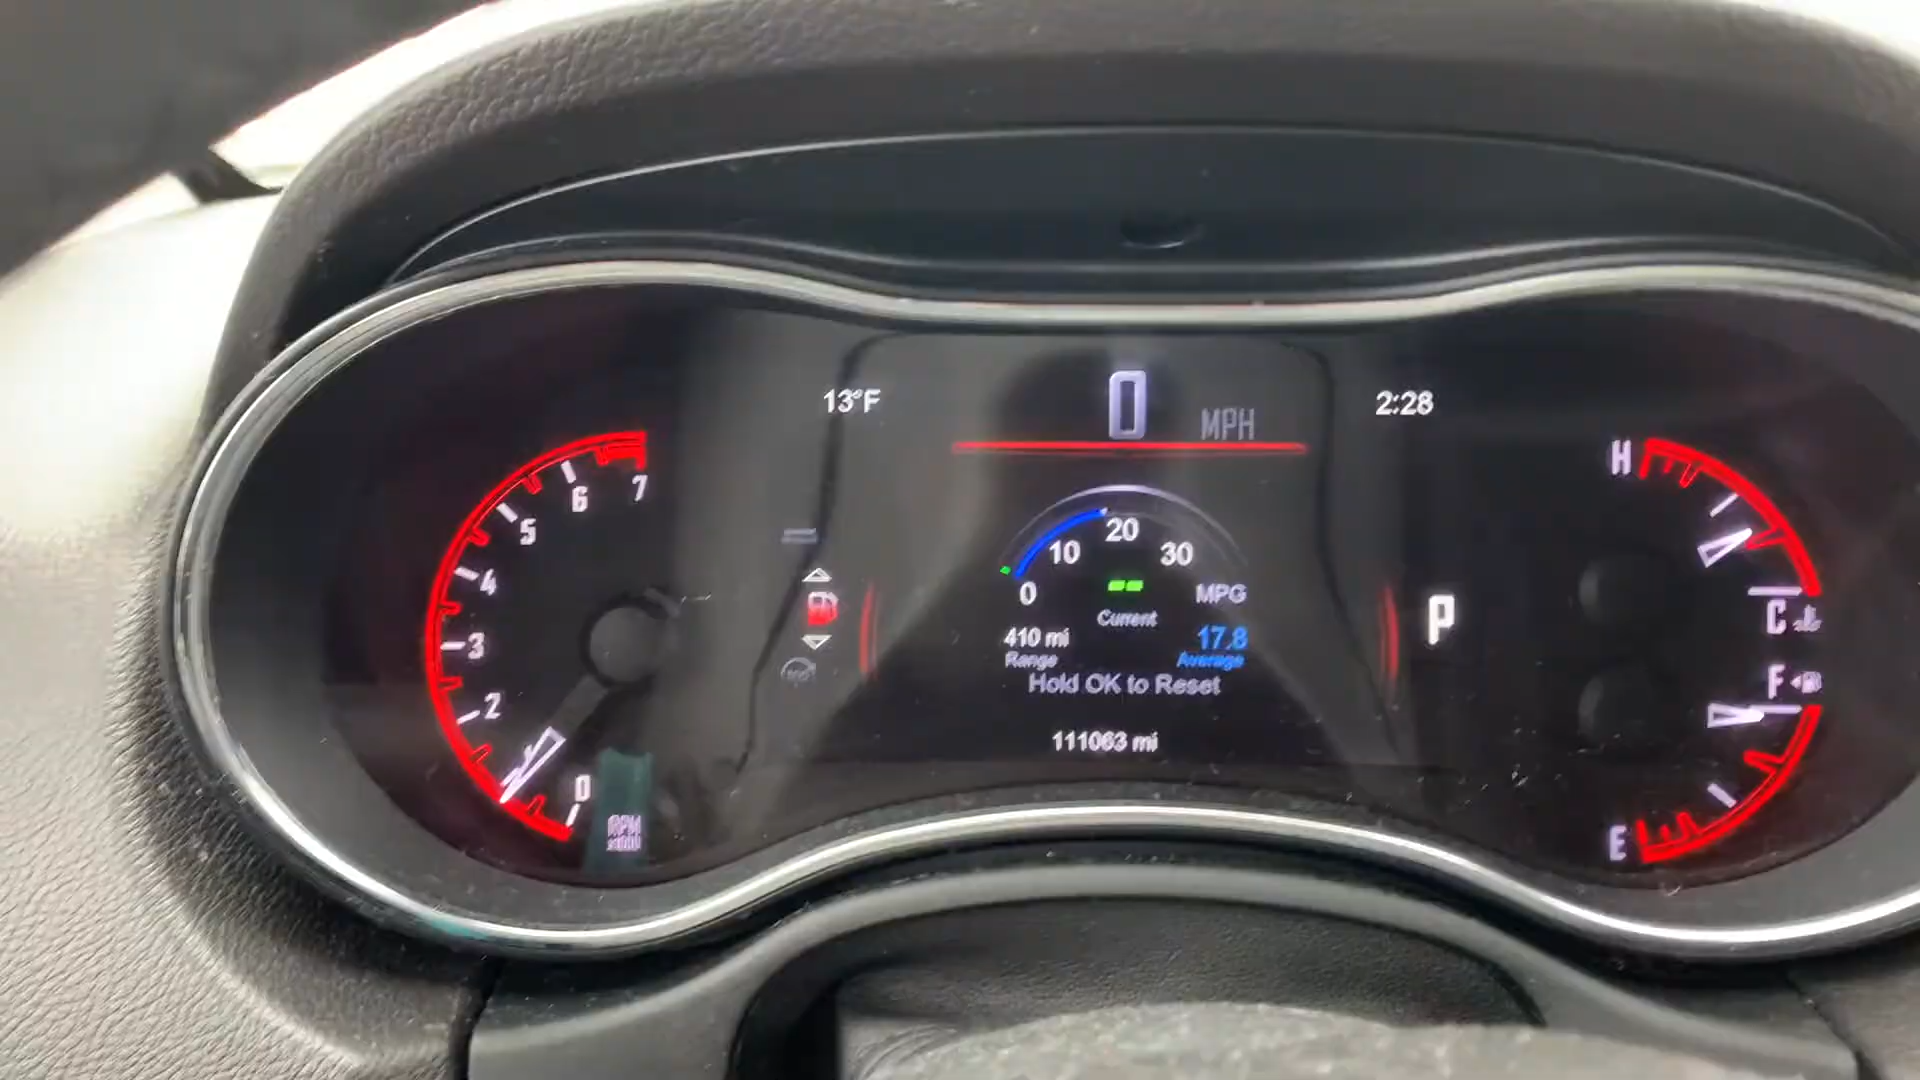 13°F
0 MPH
2:28
7
6
5
4
3
2
0
RPM
20
10
30
0
MPG
Current
410 mi
Range
17.8
Average
Hold OK to Reset
111063 mi
P
H
C
F
E